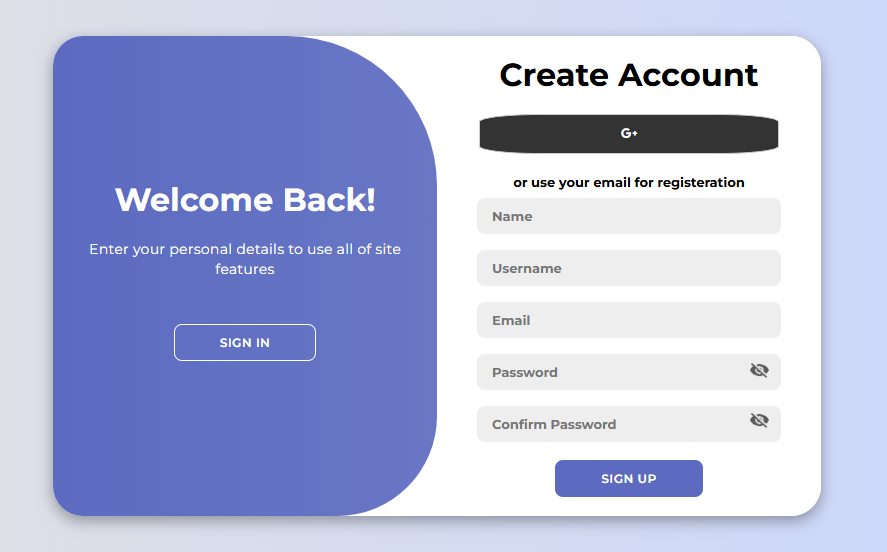 Welcome Back!
Enter your personal details to use all of site
features
SIGN IN
Create Account
G+
or use your email for registeration
Name
Username
Email
Password
Confirm Password
SIGN UP